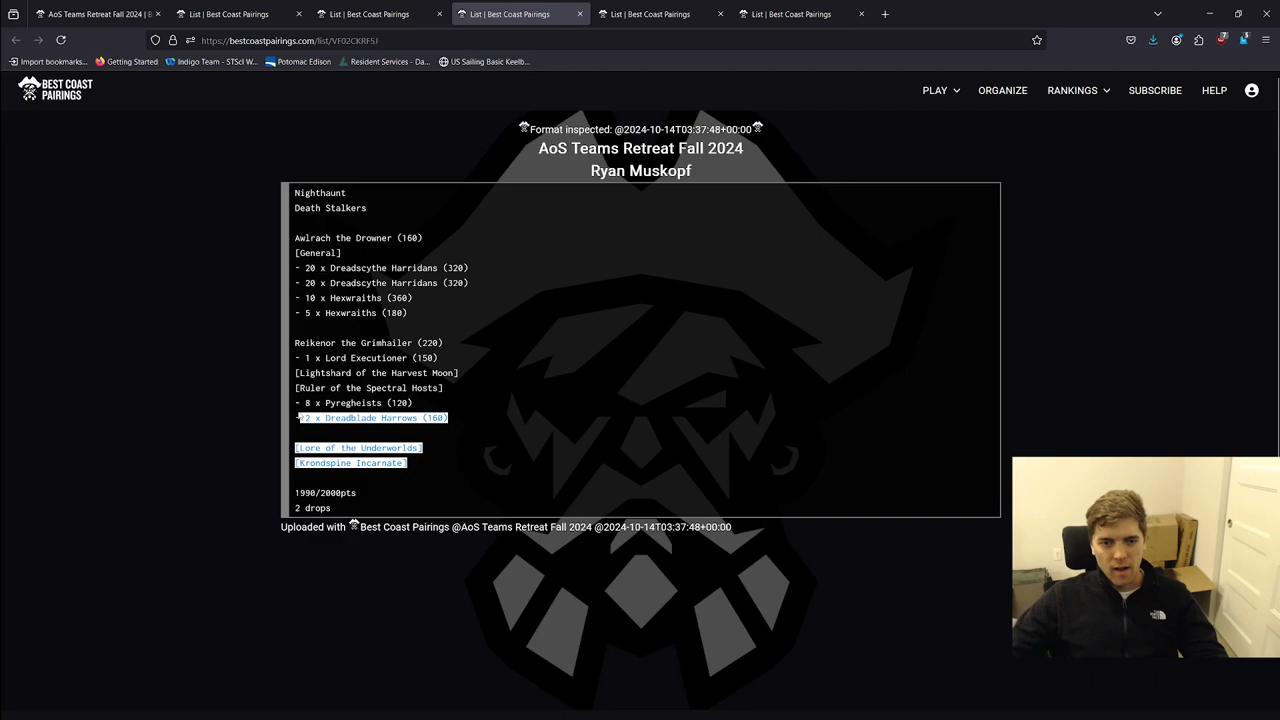 AoS Teams Retreat Fall 2024 | B
List | Best Coast Pairings
List | Best Coast Pairings
List | Best Coast Pairings
List | Best Coast Pairings
List | Best Coast Pairings
https://bestcoastpairings.com/list/VF02CKRF5J
Import bookmarks...
Getting Started
Indigo Team - STScI W...
Potomac Edison
Resident Services - Da...
US Sailing Basic Keelb...
BEST COAST
PAIRINGS
PLAY
ORGANIZE
RANKINGS
SUBSCRIBE
HELP
Format inspected: @2024-10-14T03:37:48+00:00
AoS Teams Retreat Fall 2024
Ryan Muskopf
Nighthaunt
Death Stalkers
Awlrach the Drowner (160)
[General]
- 20 x Dreadscythe Harridans (320)
- 20 x Dreadscythe Harridans (320)
- 10 x Hexwraiths (360)
- 5 x Hexwraiths (180)
Reikenor the Grimhailer (220)
- 1 x Lord Executioner (150)
[Lightshard of the Harvest Moon]
[Ruler of the Spectral Hosts]
- 8 x Pyregheists (120)
- 2 x Dreadblade Harrows (160)
[Lore of the Underworlds]
[Krondspine Incarnate]
1990/2000pts
2 drops
Uploaded with Best Coast Pairings @AoS Teams Retreat Fall 2024 @2024-10-14T03:37:48+00:00